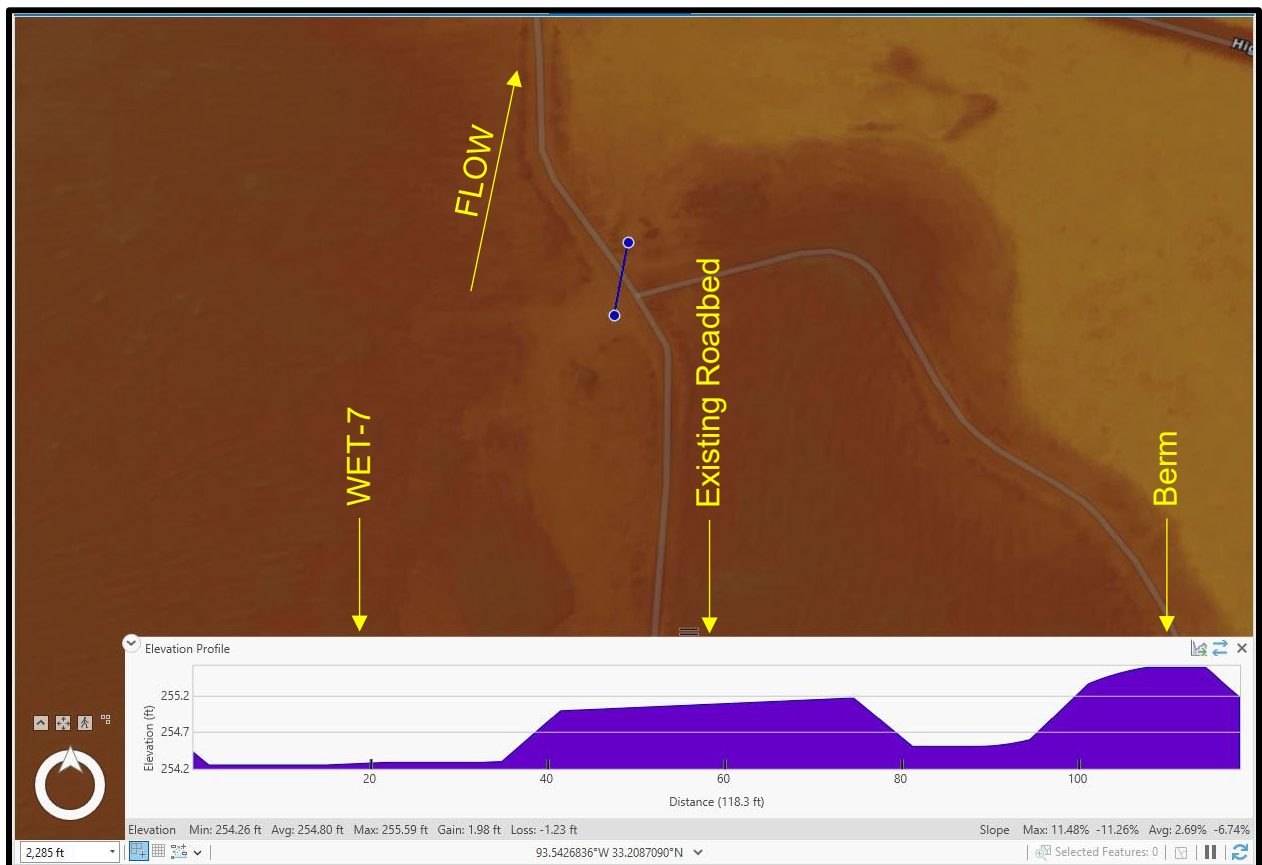 Hig
FLOW
WET-7
Existing Roadbed
Berm
Elevation Profile
Elevation (ft)
255.2
254.7
254.2
20
40
60
80
100
Distance (118.3 ft)
Elevation Min: 254.26 ft Avg: 254.80 ft Max: 255.59 ft Gain: 1.98 ft Loss: -1.23 ft
Slope Max: 11.48% -11.26% Avg: 2.69% -6.74%
2,285 ft
93.5426836°W 33.2087090°N
Selected Features: 0